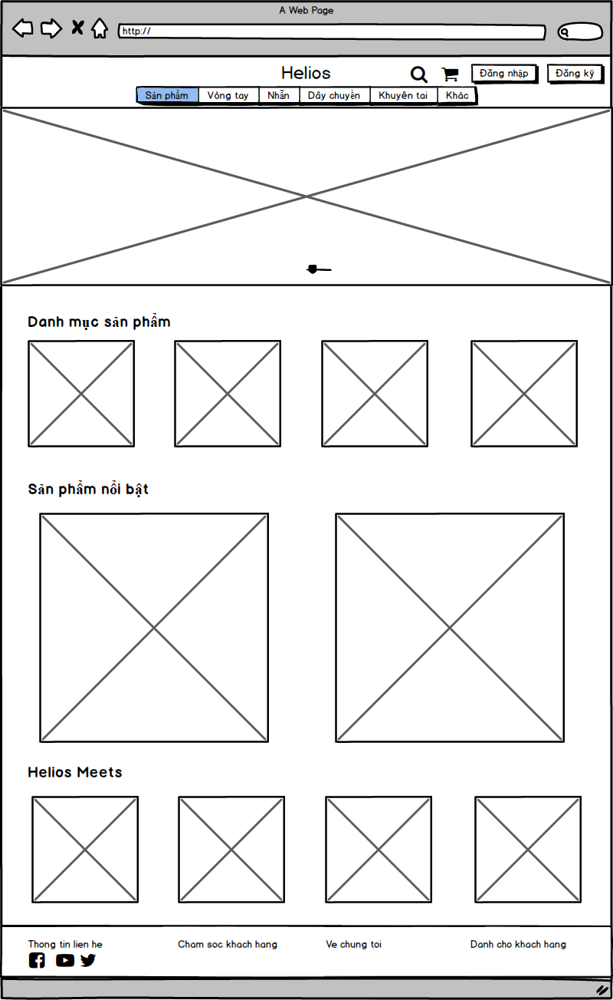 A Web Page
http://
Helios
Đăng nhập
Đăng ký
Sản phẩm
Vòng tay
Nhẫn
Dây chuyền
Khuyên tai
Khác
Danh mục sản phẩm
Sản phẩm nổi bật
Helios Meets
Thong tin lien he
Cham soc khach hang
Ve chung toi
Danh cho khach hang